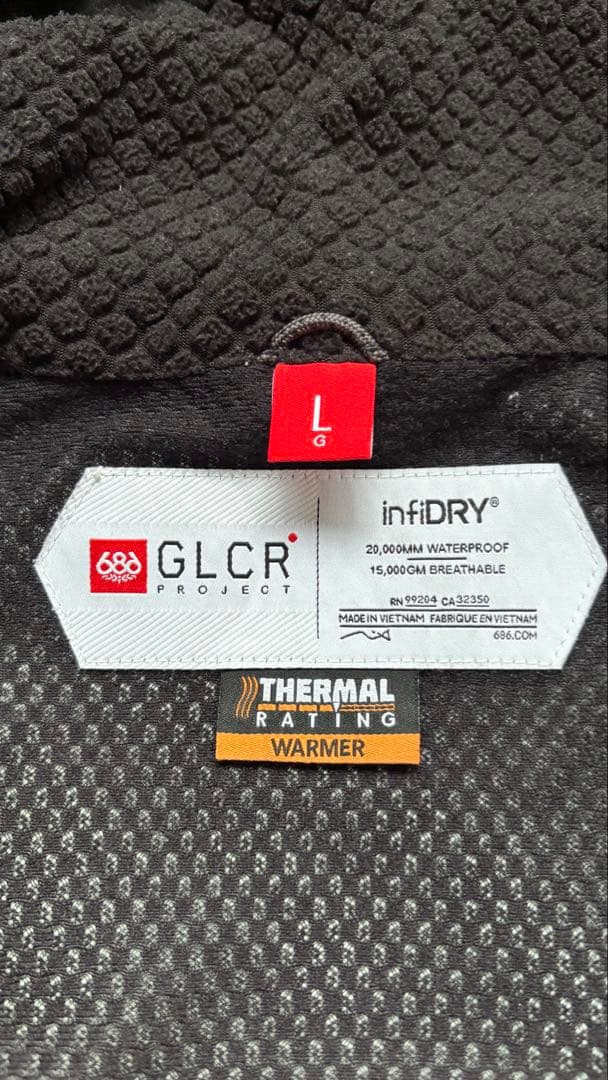 L
G
686
GLCR
PROJECT
infiDRY®
20,000MM WATERPROOF
15,000GM BREATHABLE
RN 99204 CA 32350
MADE IN VIETNAM FABRIQUE EN VIETNAM
686.COM
THERMAL
RATING
WARMER